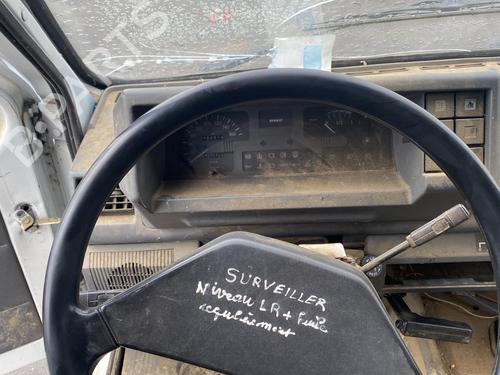 SURVEILLER
Niveau LR + fuite
régulièrement